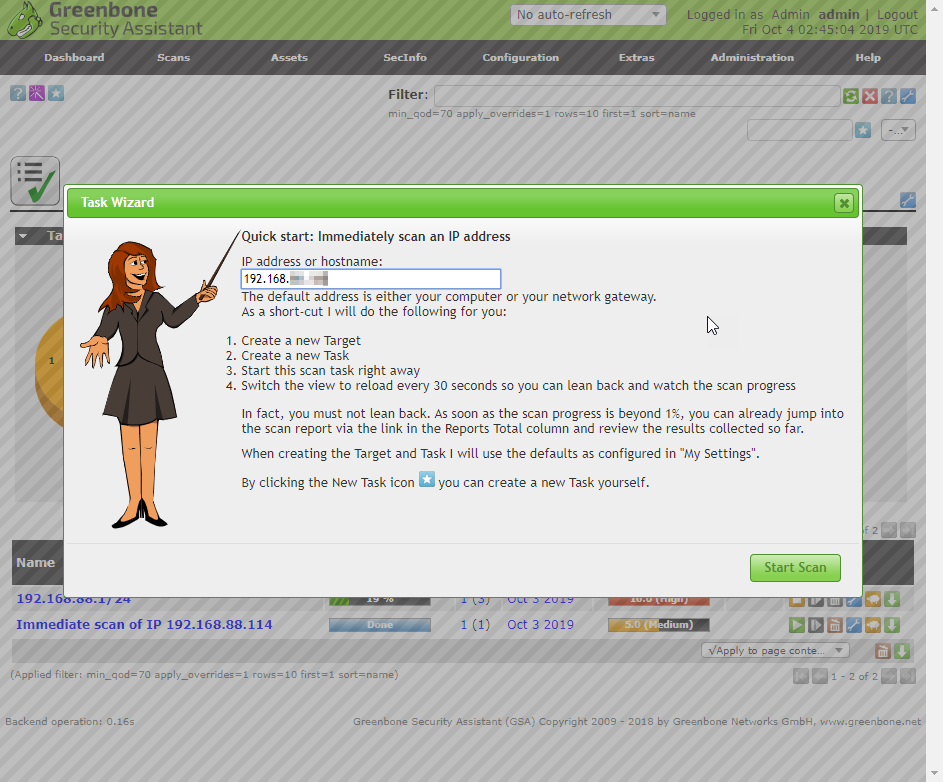 Greenbone
Security Assistant
No auto-refresh
Logged in as Admin admin | Logout
Fri Oct 4 02:45:04 2019 UTC
Dashboard Scans Assets SecInfo Configuration Extras Administration Help
Filter:
min_qod=70 apply_overrides=1 rows=10 first=1 sort=name
-...
Task Wizard
Ta
Quick start: Immediately scan an IP address
IP address or hostname:
192.168.
The default address is either your computer or your network gateway.
As a short-cut I will do the following for you:
1. Create a new Target
2. Create a new Task
3. Start this scan task right away
4. Switch the view to reload every 30 seconds so you can lean back and watch the scan progress
1
In fact, you must not lean back. As soon as the scan progress is beyond 1%, you can already jump into
the scan report via the link in the Reports Total column and review the results collected so far.
When creating the Target and Task I will use the defaults as configured in "My Settings".
By clicking the New Task icon you can create a new Task yourself.
of 2
Name
Start Scan
192.168.88.1/24 19 % 1 (3) Oct 3 2019 10.0 (High)
Immediate scan of IP 192.168.88.114 Done 1 (1) Oct 3 2019 5.0 (Medium)
√Apply to page conte...
(Applied filter: min_qod=70 apply_overrides=1 rows=10 first=1 sort=name)
1 - 2 of 2
Backend operation: 0.16s
Greenbone Security Assistant (GSA) Copyright 2009 - 2018 by Greenbone Networks GmbH, www.greenbone.net